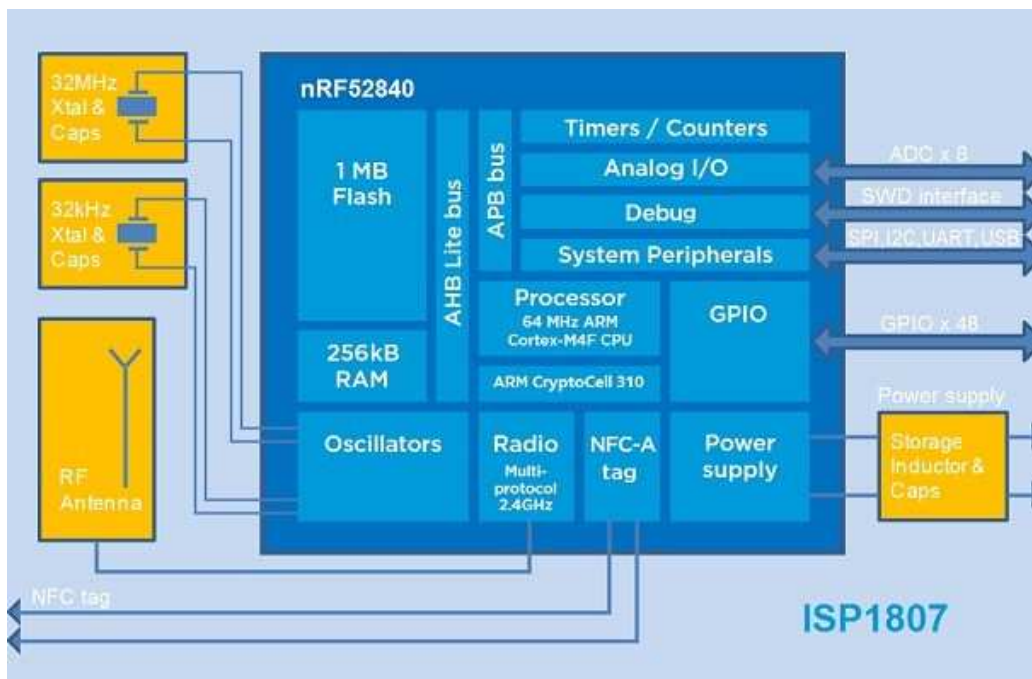 32MHz
Xtal &
Caps
32kHz
Xtal &
Caps
RF
Antenna
nRF52840
1 MB
Flash
256kB
RAM
AHB Lite bus
APB bus
Timers / Counters
Analog I/O
Debug
System Peripherals
Processor
64 MHz ARM
Cortex-M4F CPU
ARM CryptoCell 310
GPIO
Oscillators
Radio
Multi-
protocol
2.4GHz
NFC-A
tag
Power
supply
ADC x 8
SWD interface
SPI,I2C,UART,USB
GPIO x 48
Power supply
Storage
Inductor &
Caps
NFC tag
ISP1807